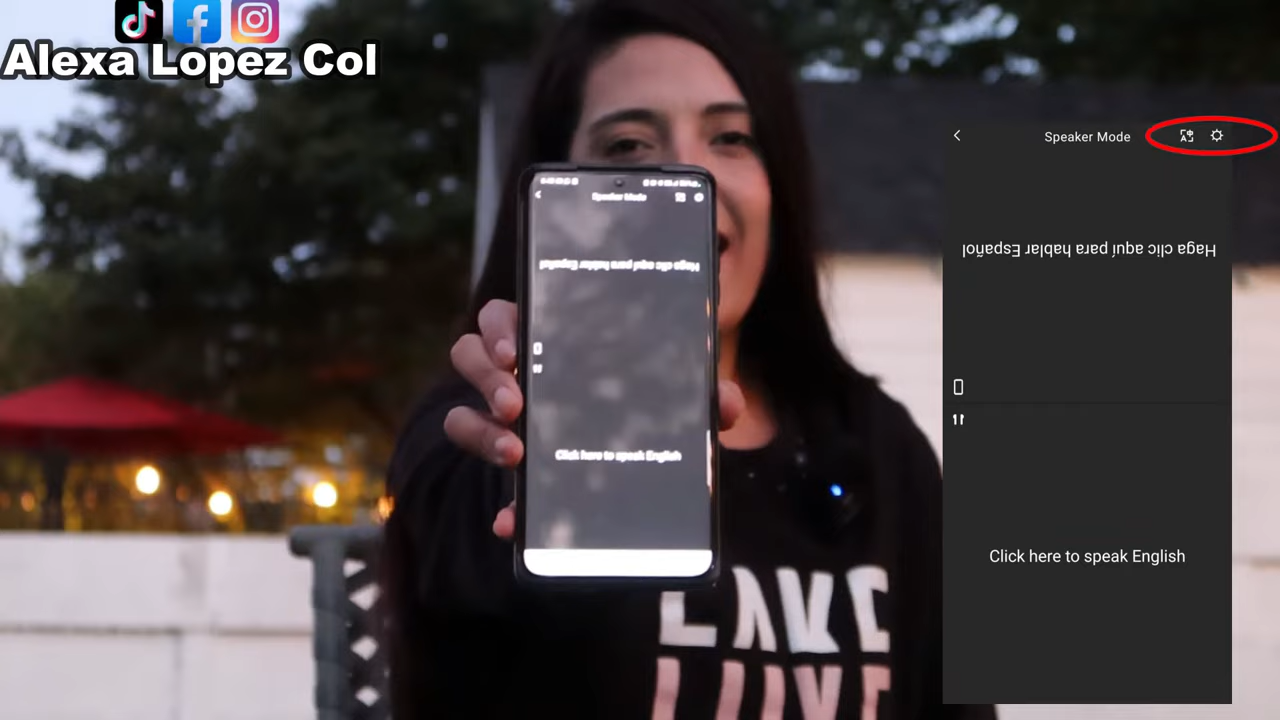 Alexa Lopez Col
Speaker Mode
Haga clic aquí para hablar Español
Click here to speak English
Speaker Mode
Haga clic aquí para hablar Español
Click here to speak English
LAKE